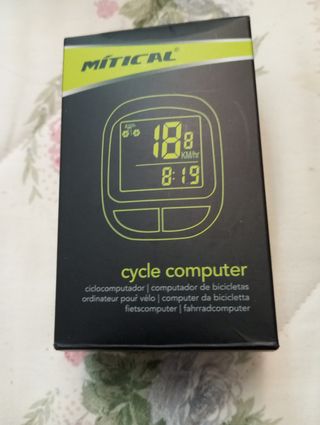 MÍTICAL®
18 8
KM/hr
8:19
cycle computer
ciclocomputador | computador de bicicletas
ordinateur pour vélo | computer da bicicletta
fietscomputer | fahrradcomputer